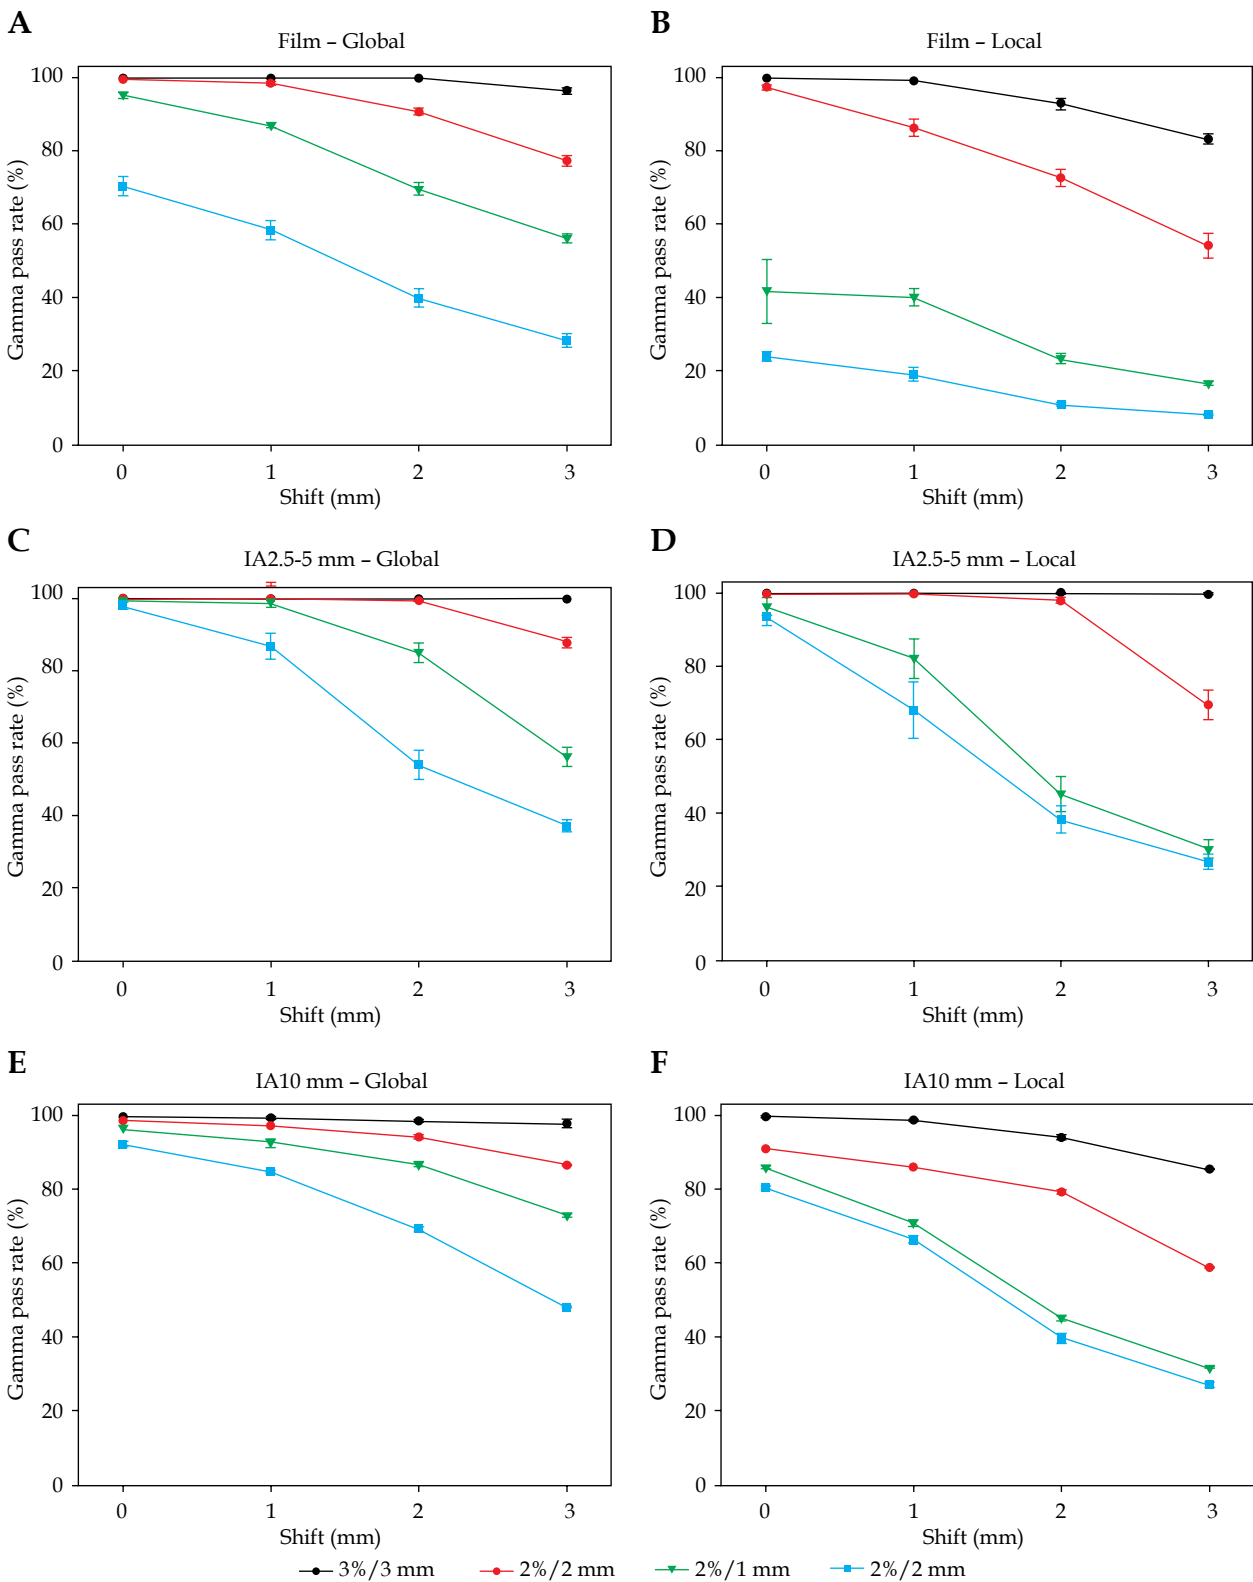 A
Film – Global
Gamma pass rate (%)
100
80
60
40
20
0
0 1 2 3
Shift (mm)
B
Film – Local
Gamma pass rate (%)
100
80
60
40
20
0
0 1 2 3
Shift (mm)
C
IA2.5-5 mm – Global
Gamma pass rate (%)
100
80
60
40
20
0
0 1 2 3
Shift (mm)
D
IA2.5-5 mm – Local
Gamma pass rate (%)
100
80
60
40
20
0
0 1 2 3
Shift (mm)
E
IA10 mm – Global
Gamma pass rate (%)
100
80
60
40
20
0
0 1 2 3
Shift (mm)
F
IA10 mm – Local
Gamma pass rate (%)
100
80
60
40
20
0
0 1 2 3
Shift (mm)
3%/3 mm 2%/2 mm 2%/1 mm 2%/2 mm